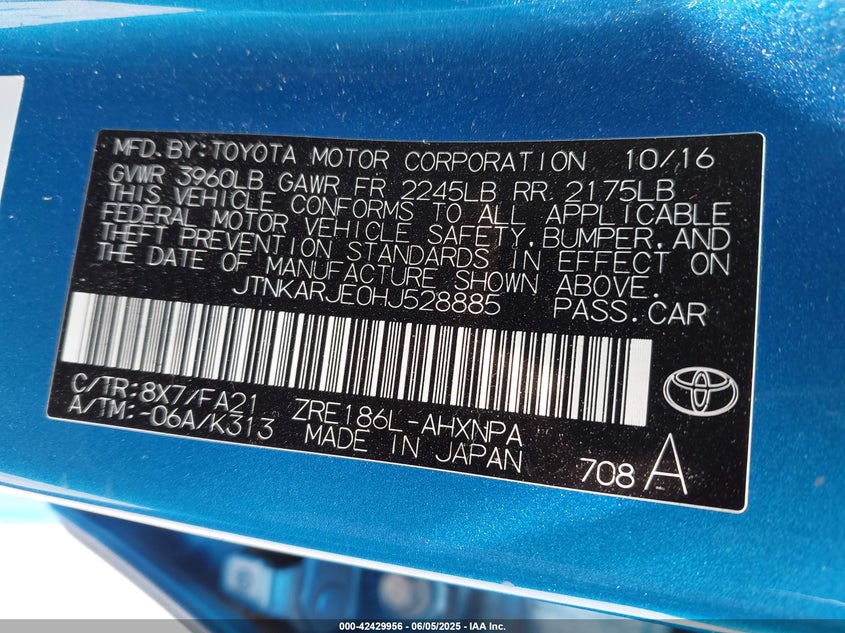 MFD.BY:TOYOTA MOTOR CORPORATION 10/16
GVWR 3960LB GAWR FR 2245LB RR 2175LB
THIS VEHICLE CONFORMS TO ALL APPLICABLE
FEDERAL MOTOR VEHICLE SAFETY,BUMPER,AND
THEFT PREVENTION STANDARDS IN EFFECT ON
THE DATE OF MANUFACTURE SHOWN ABOVE.
JTNKARJE0HJ528885 PASS.CAR
C/TR:8X7/FA21 ZRE186L-AHXNPA
A/TM:-06A/K313 MADE IN JAPAN
708 A
000-42429956 - 06/05/2025 - IAA Inc.